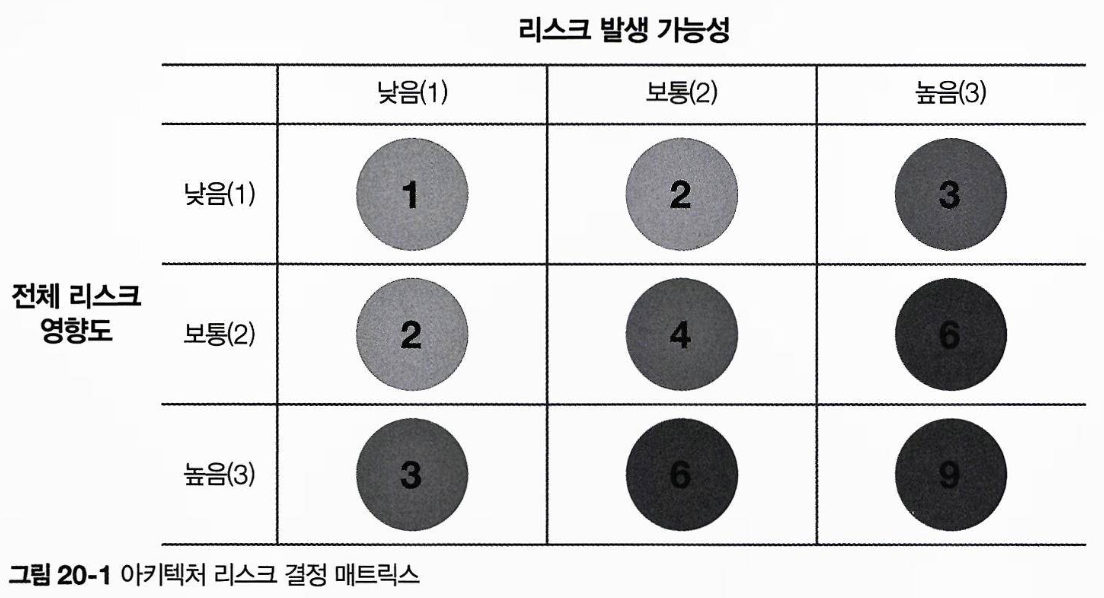 리스크 발생 가능성
낮음(1) 보통(2) 높음(3)
낮음(1) 1 2 3
전체 리스크
영향도
보통(2) 2 4 6
높음(3) 3 6 9
그림 20-1 아키텍처 리스크 결정 매트릭스